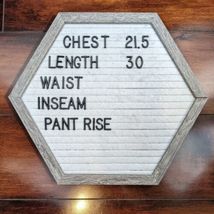 CHEST 21.5
LENGTH 30
WAIST
INSEAM
PANT RISE